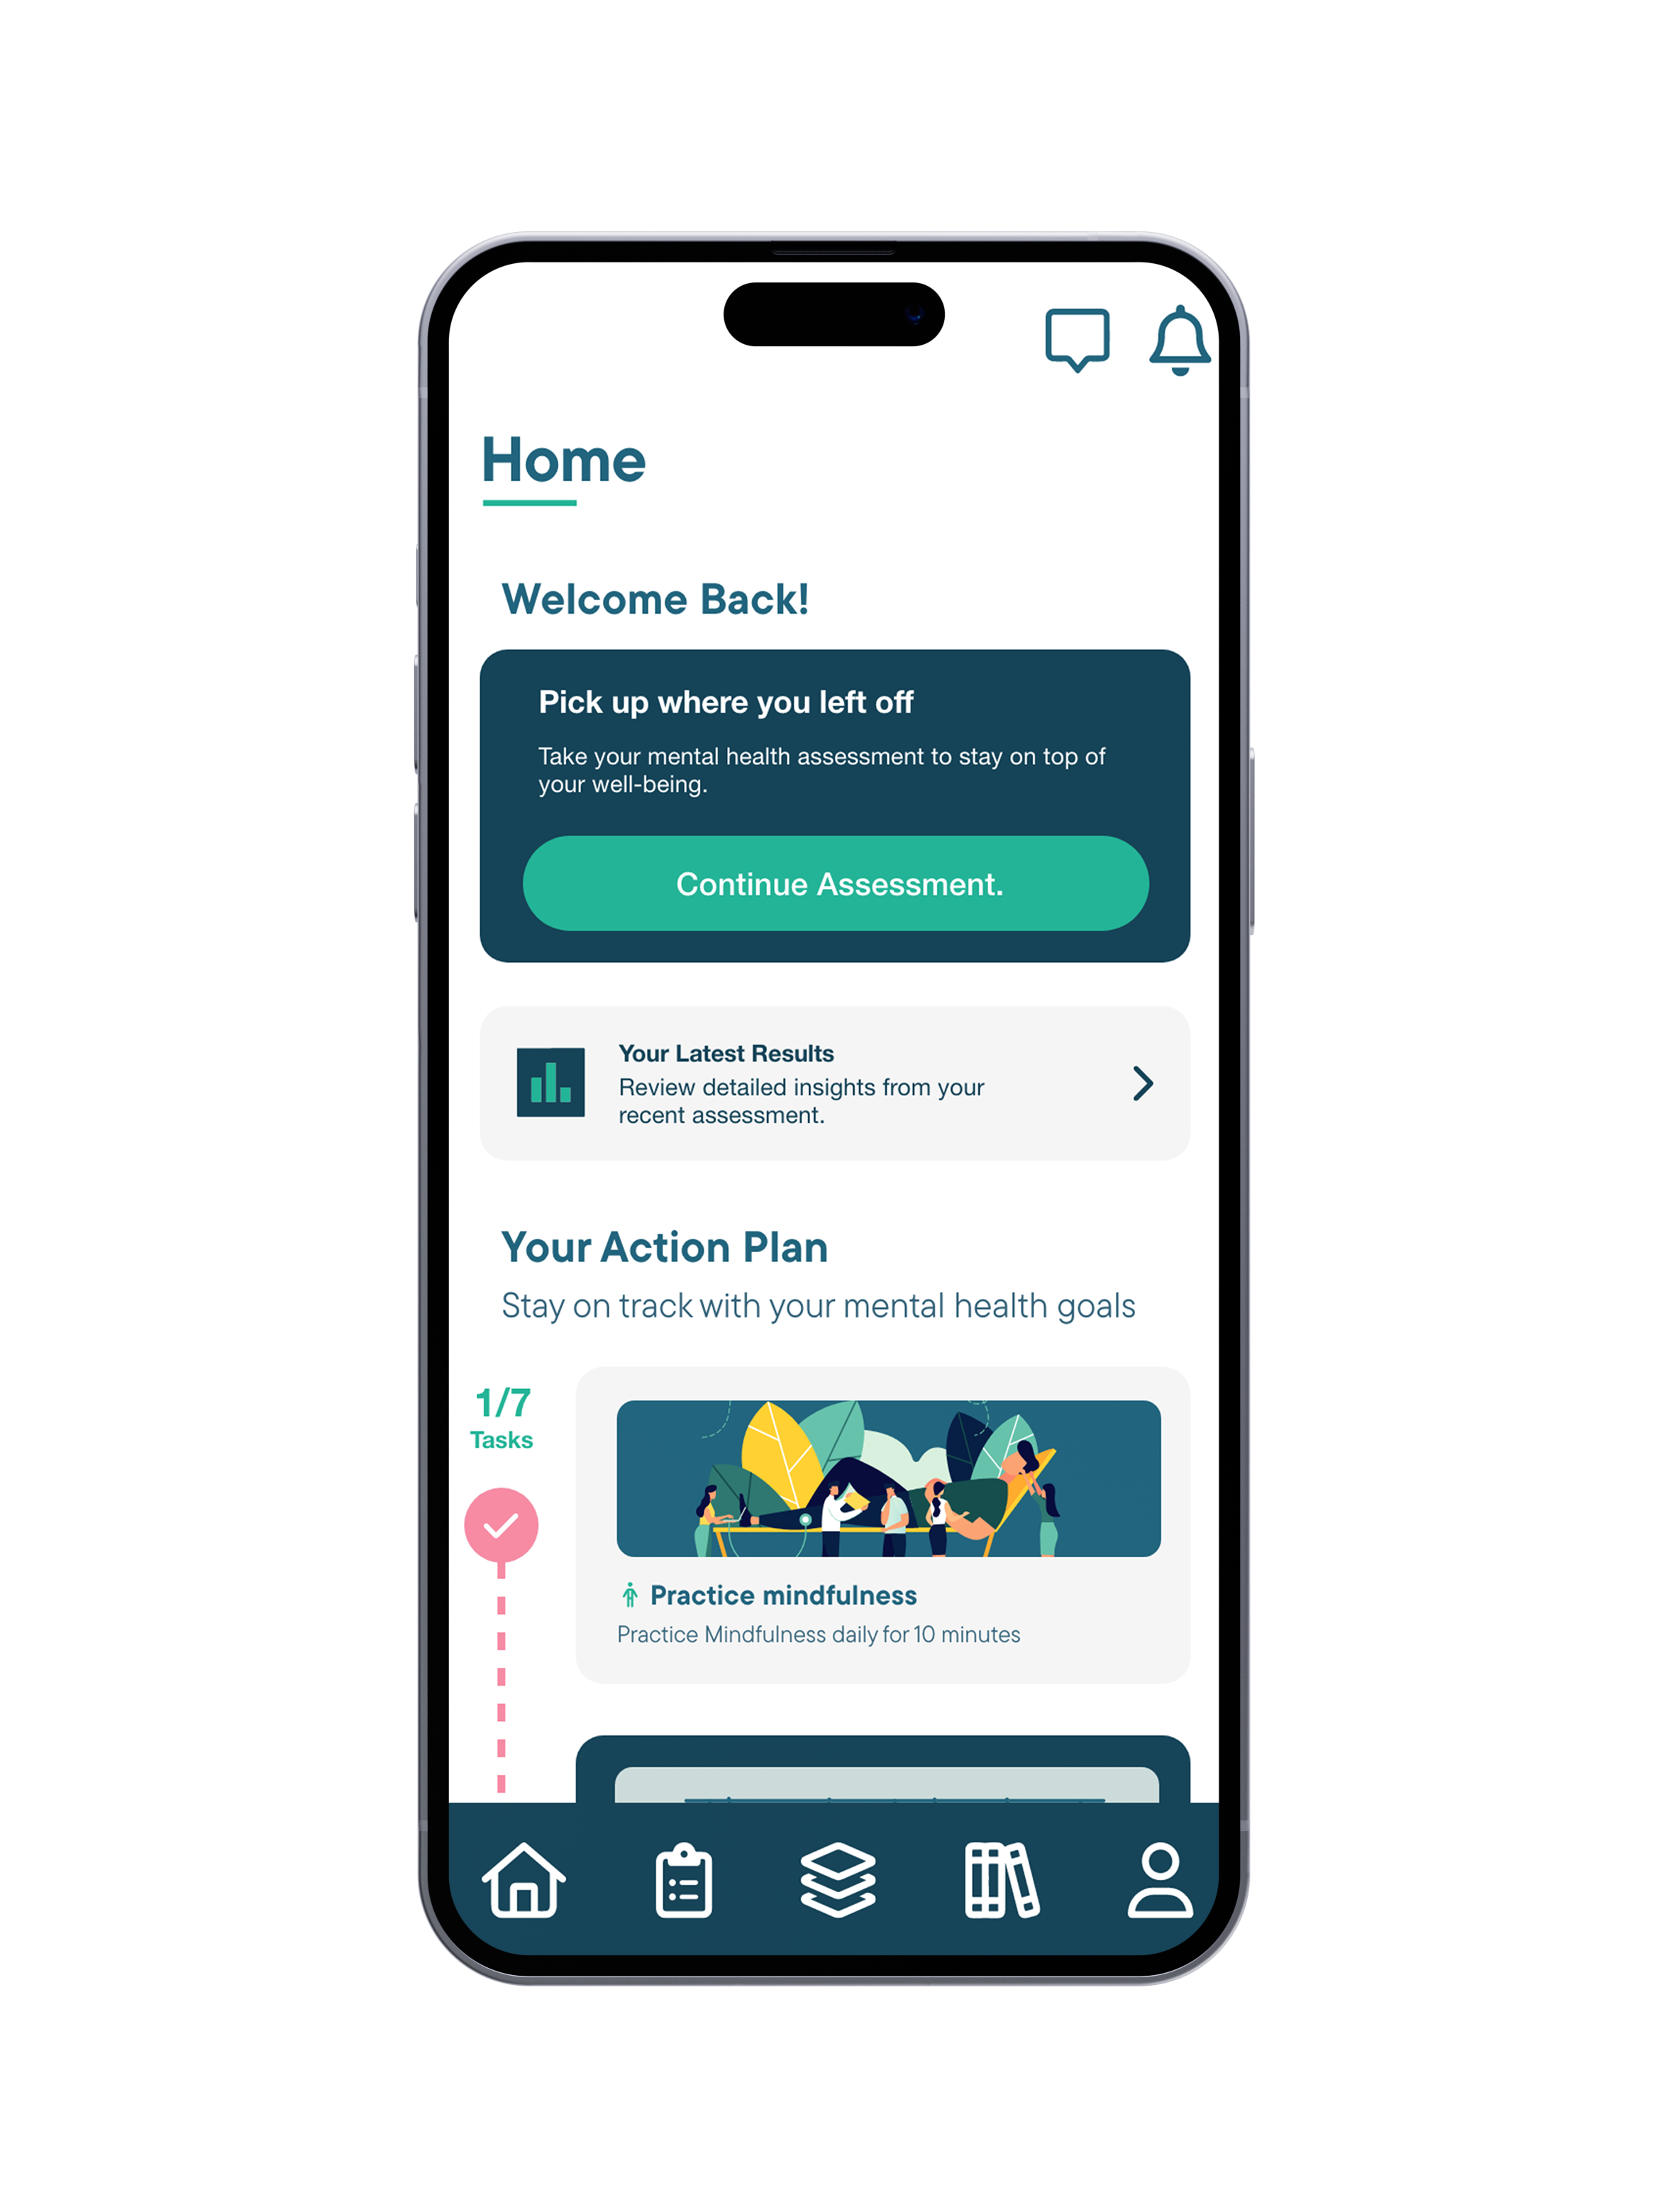 Home
Welcome Back!
Pick up where you left off
Take your mental health assessment to stay on top of
your well-being.
Continue Assessment.
Your Latest Results
Review detailed insights from your
recent assessment.
Your Action Plan
Stay on track with your mental health goals
1/7
Tasks
Practice mindfulness
Practice Mindfulness daily for 10 minutes